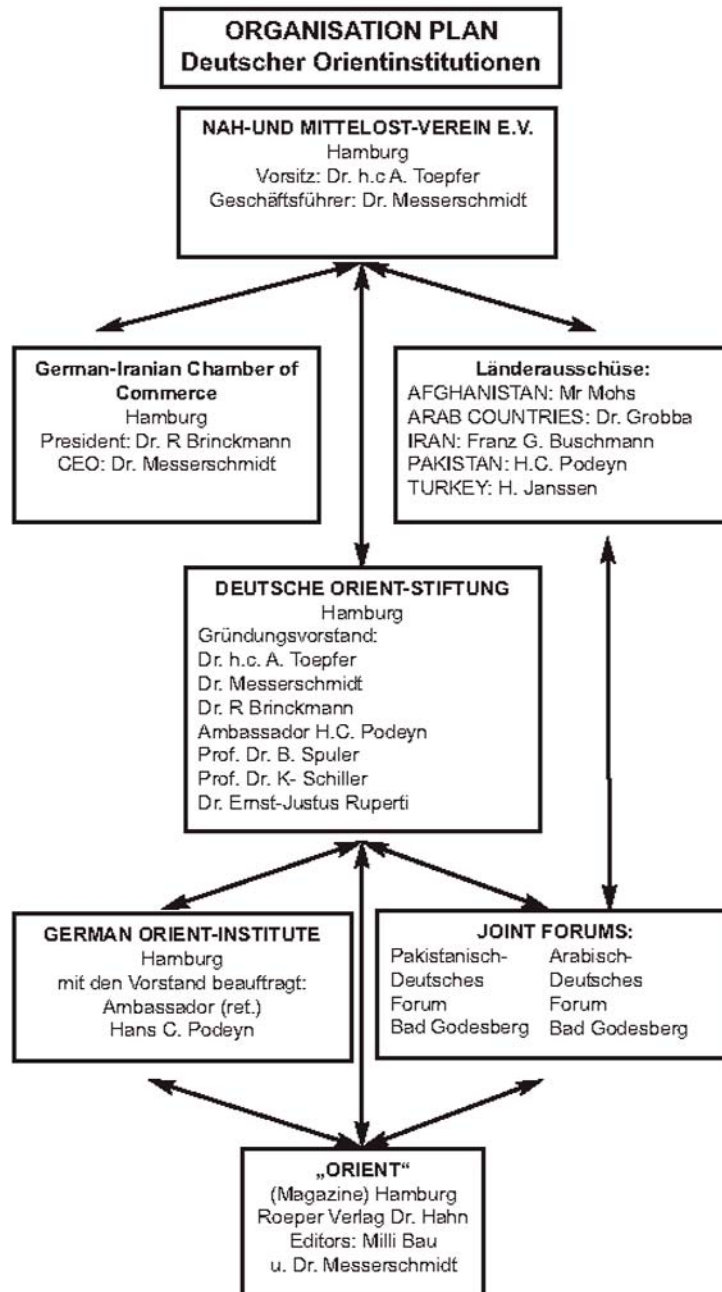 ORGANISATION PLAN
Deutscher Orientinstitutionen
NAH-UND MITTELOST-VEREIN E.V.
Hamburg
Vorsitz: Dr. h.c A. Toepfer
Geschäftsführer: Dr. Messerschmidt
German-Iranian Chamber of
Commerce
Hamburg
President: Dr. R Brinckmann
CEO: Dr. Messerschmidt
Länderausschüse:
AFGHANISTAN: Mr Mohs
ARAB COUNTRIES: Dr. Grobba
IRAN: Franz G. Buschmann
PAKISTAN: H.C. Podeyn
TURKEY: H. Janssen
DEUTSCHE ORIENT-STIFTUNG
Hamburg
Gründungsvorstand:
Dr. h.c. A. Toepfer
Dr. Messerschmidt
Dr. R Brinckmann
Ambassador H.C. Podeyn
Prof. Dr. B. Spuler
Prof. Dr. K- Schiller
Dr. Ernst-Justus Ruperti
GERMAN ORIENT-INSTITUTE
Hamburg
mit den Vorstand beauftragt:
Ambassador (ret.)
Hans C. Podeyn
JOINT FORUMS:
Pakistanisch-
Deutsches
Forum
Bad Godesberg
Arabisch-
Deutsches
Forum
Bad Godesberg
„ORIENT“
(Magazine) Hamburg
Roeper Verlag Dr. Hahn
Editors: Milli Bau
u. Dr. Messerschmidt